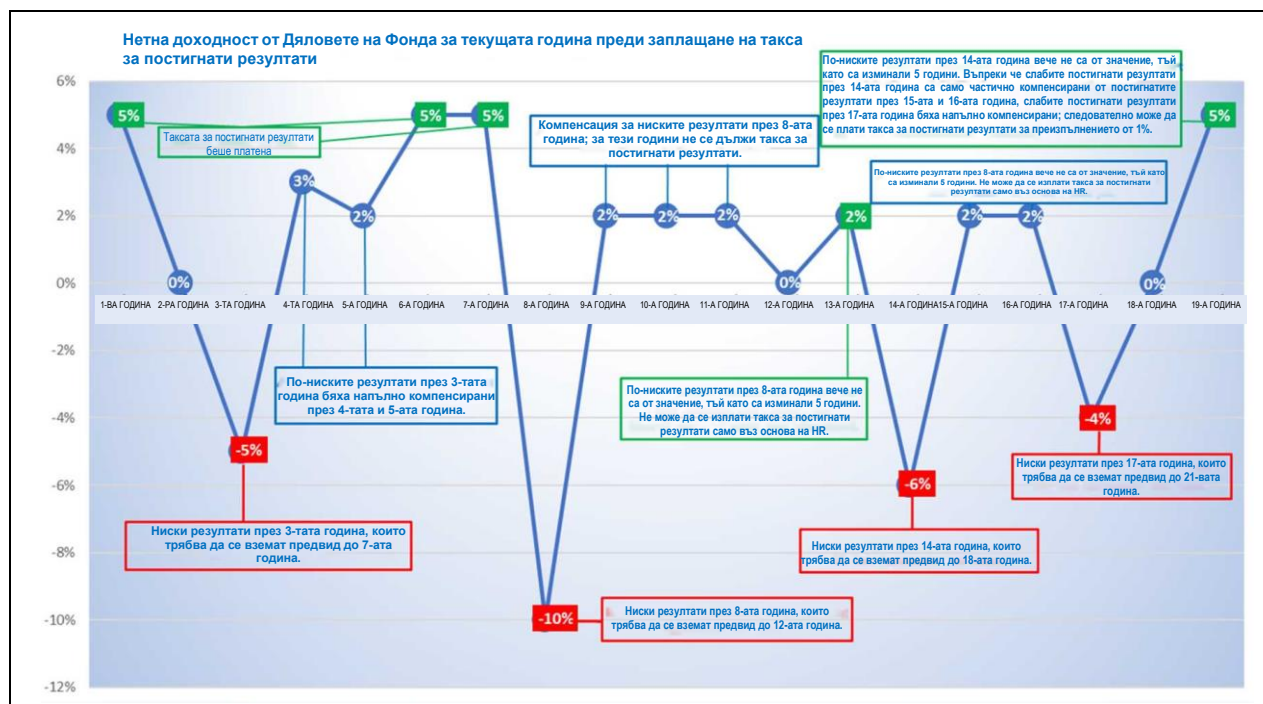 Нетна доходност от Дяловете на Фонда за текущата година преди заплащане на такса
за постигнати резултати
6%
4%
2%
0%
-2%
-4%
-6%
-8%
-10%
-12%
5%
0%
-5%
3%
2%
5%
5%
-10%
2%
2%
2%
0%
2%
-6%
2%
2%
-4%
0%
5%
1-ВА ГОДИНА 2-РА ГОДИНА 3-ТА ГОДИНА 4-ТА ГОДИНА 5-А ГОДИНА 6-А ГОДИНА 7-А ГОДИНА 8-А ГОДИНА 9-А ГОДИНА 10-А ГОДИНА 11-А ГОДИНА 12-А ГОДИНА 13-А ГОДИНА 14-А ГОДИНА 15-А ГОДИНА 16-А ГОДИНА 17-А ГОДИНА 18-А ГОДИНА 19-А ГОДИНА
Таксата за постигнати резултати
беше платена
Компенсация за ниските резултати през 8-ата
година; за тези години не се дължи такса за
постигнати резултати.
По-ниските резултати през 14-ата година вече не са от значение, тъй
като са изминали 5 години. Въпреки че слабите постигнати резултати
през 14-ата година са само частично компенсирани от постигнатите
резултати през 15-ата и 16-ата година, слабите постигнати резултати
през 17-ата година бяха напълно компенсирани; следователно може да
се плати такса за постигнати резултати за преизпълнението от 1%.
По-ниските резултати през 8-ата година вече не са от значение, тъй като
са изминали 5 години. Не може да се изплати такса за постигнати
резултати само въз основа на HR.
По-ниските резултати през 3-тата
година бяха напълно компенсирани
през 4-тата и 5-ата година.
По-ниските резултати през 8-ата година вече не
са от значение, тъй като са изминали 5 години.
Не може да се изплати такса за постигнати
резултати само въз основа на HR.
Ниски резултати през 17-ата година, които
трябва да се вземат предвид до 21-вата
година.
Ниски резултати през 3-тата година, които
трябва да се вземат предвид до 7-ата
година.
Ниски резултати през 14-ата година, които
трябва да се вземат предвид до 18-ата година.
Ниски резултати през 8-ата година, които
трябва да се вземат предвид до 12-ата година.